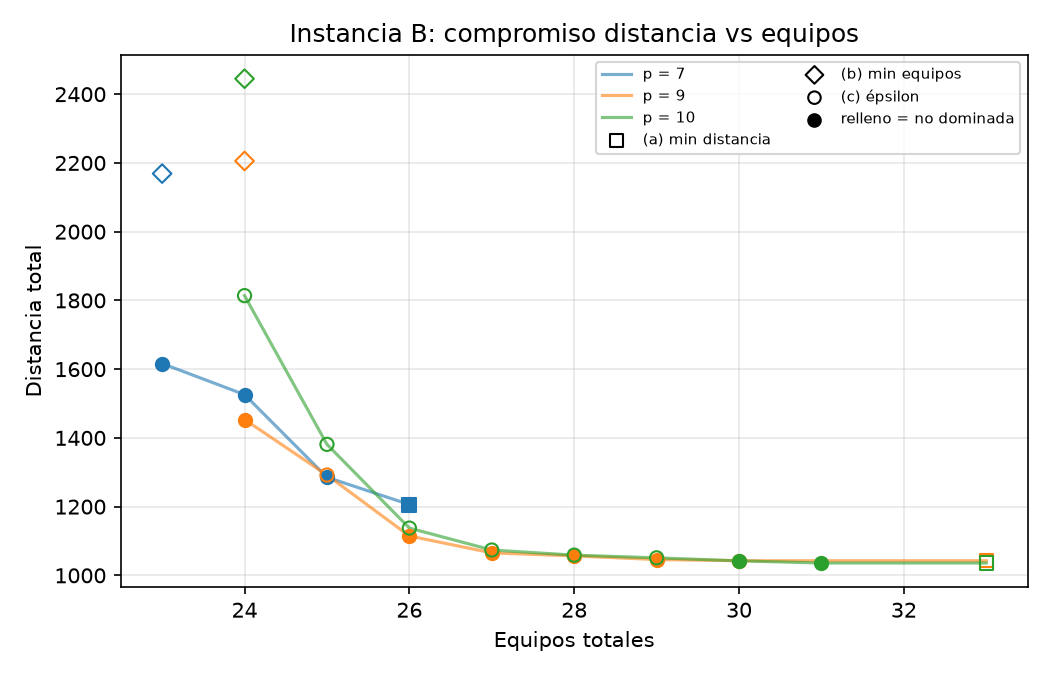 Instancia B: compromiso distancia vs equipos
p = 7
p = 9
p = 10
(a) min distancia
(b) min equipos
(c) épsilon
relleno = no dominada
Distancia total
2400
2200
2000
1800
1600
1400
1200
1000
24
26
28
30
32
Equipos totales